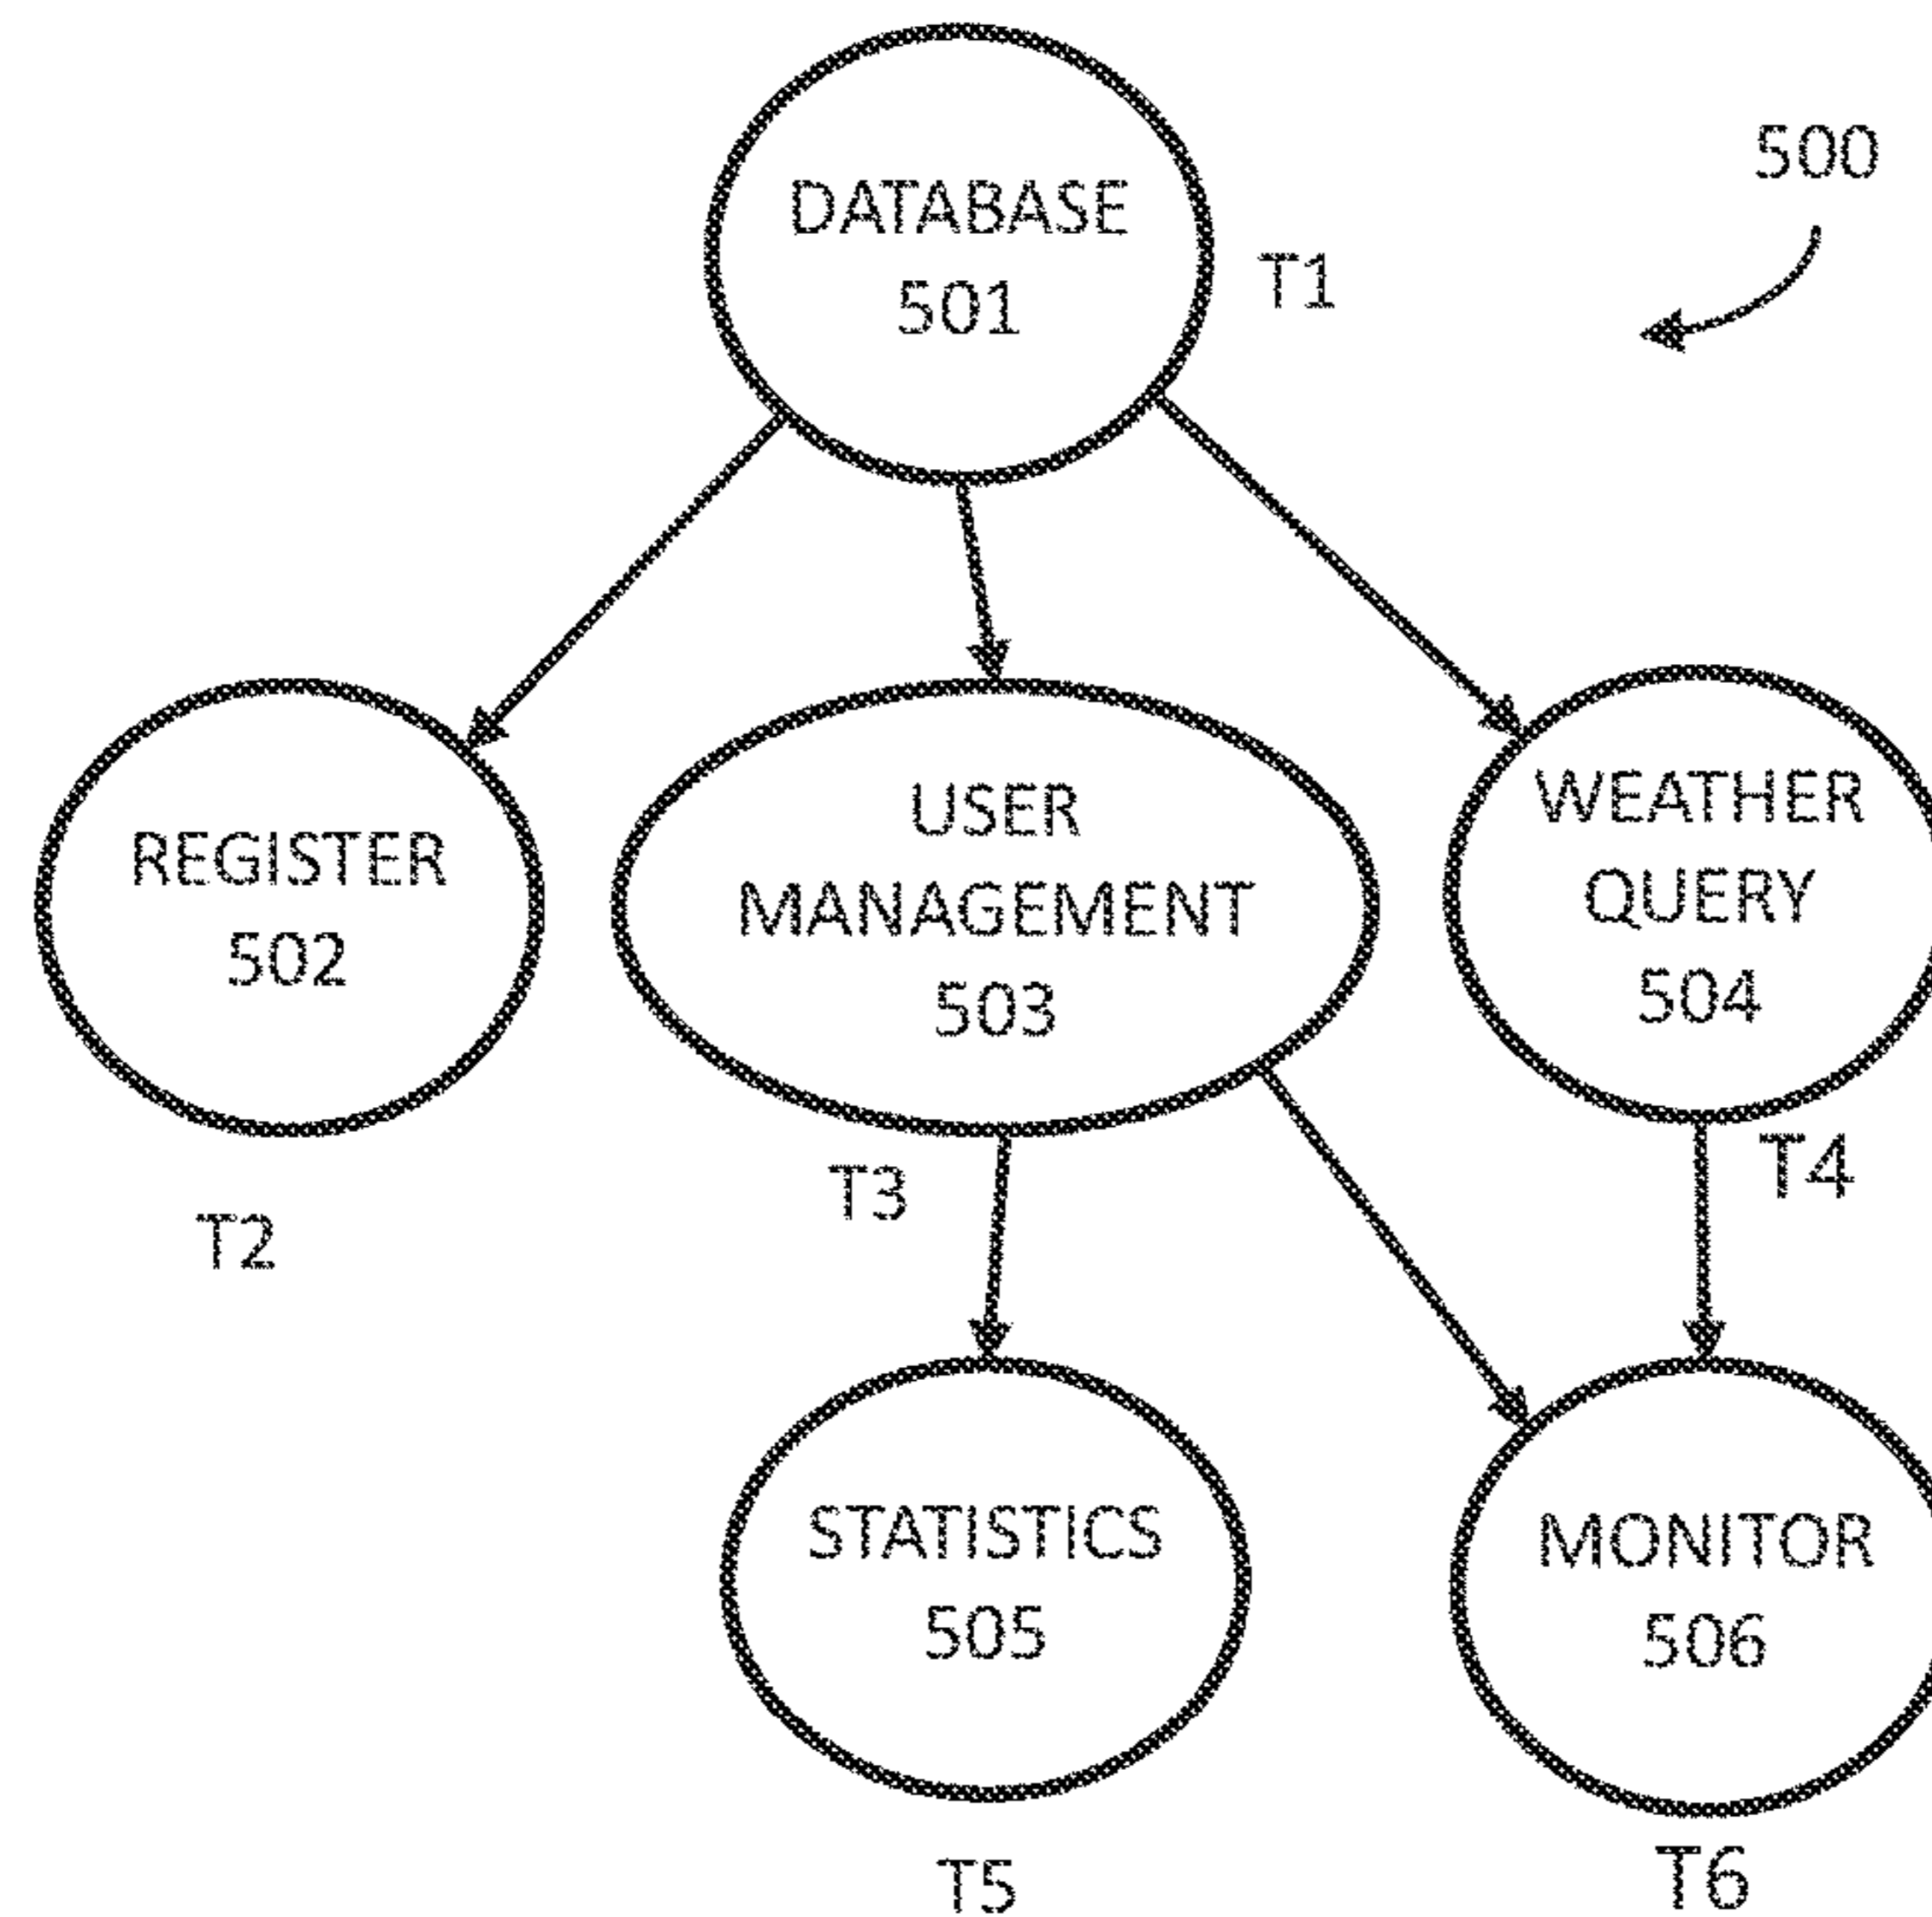 DATABASE
501
T1
500
REGISTER
502
T2
USER
MANAGEMENT
503
T3
WEATHER
QUERY
504
T4
STATISTICS
505
T5
MONITOR
506
T6